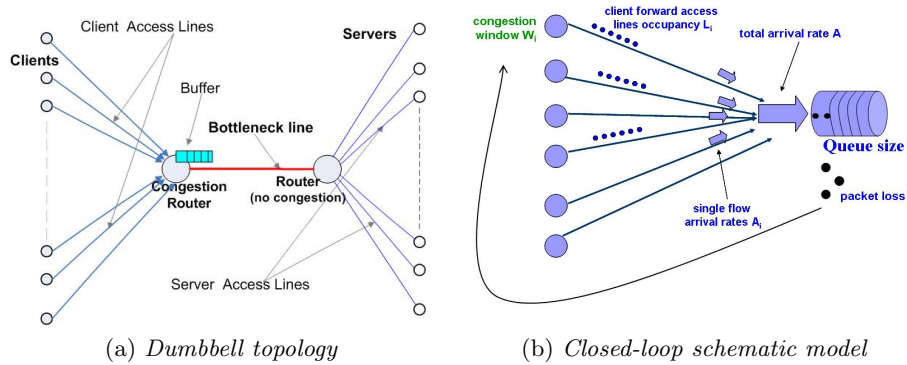 Client Access Lines
Servers
Clients
Buffer
Bottleneck line
Congestion
Router
Router
(no congestion)
Server Access Lines
(a) Dumbbell topology
congestion
window Wi
client forward access
lines occupancy Li
total arrival rate A
Queue size
packet loss
single flow
arrival rates Ai
(b) Closed-loop schematic model